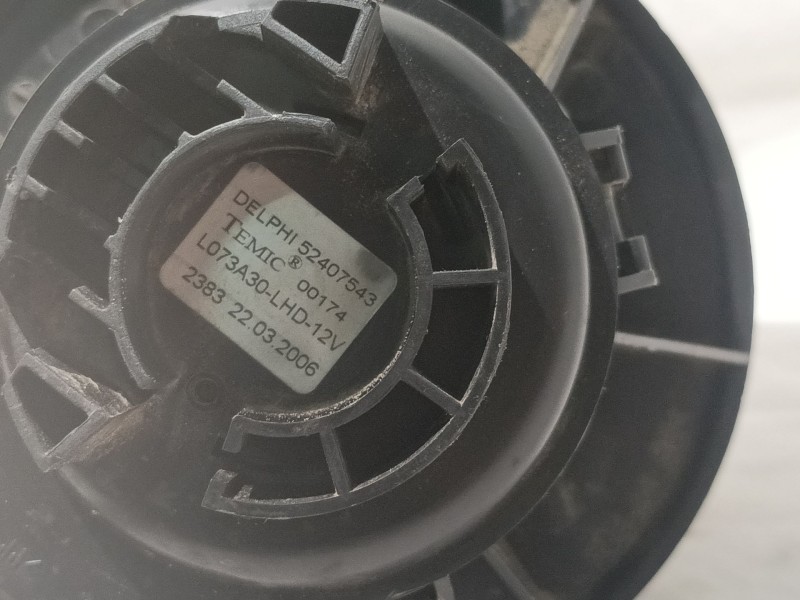 DELPHI 52407543
TEMIC® 00174
L073A30-LHD-12V
2383 22.03.2006